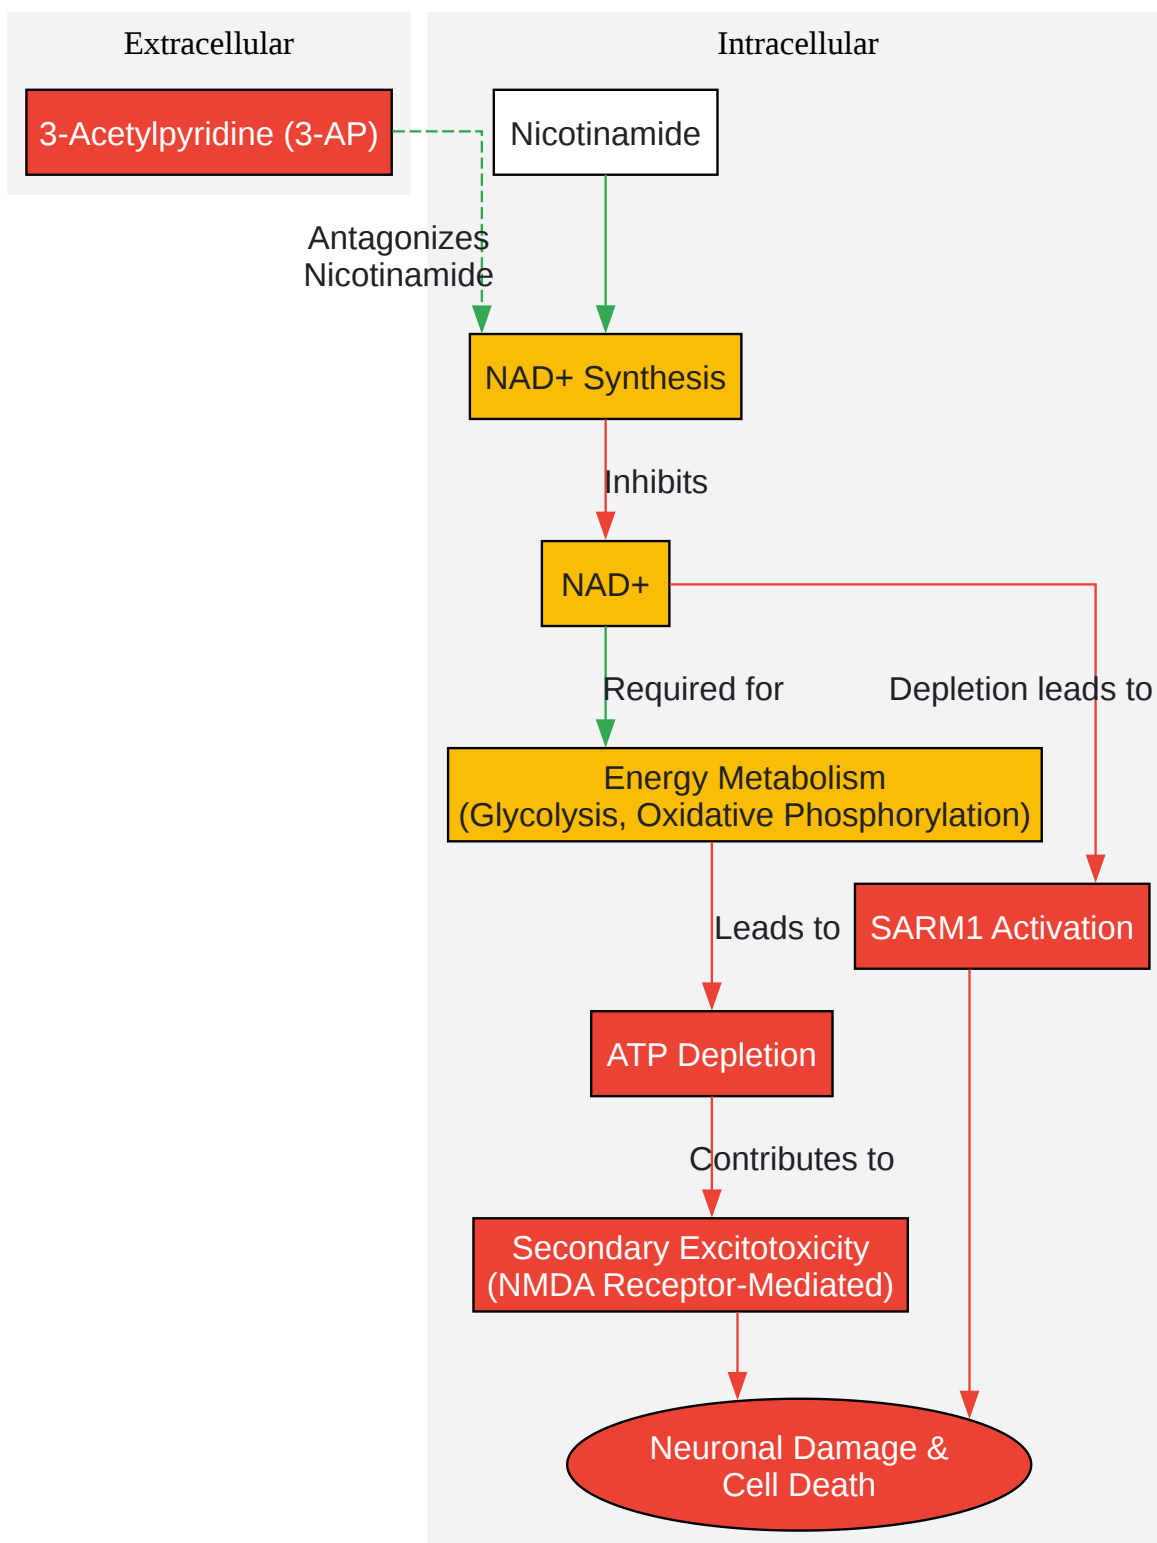 Extracellular
Intracellular
3-Acetylpyridine (3-AP)
Nicotinamide
Antagonizes
Nicotinamide
NAD+ Synthesis
Inhibits
NAD+
Required for
Depletion leads to
Energy Metabolism
(Glycolysis, Oxidative Phosphorylation)
Leads to
SARM1 Activation
ATP Depletion
Contributes to
Secondary Excitotoxicity
(NMDA Receptor-Mediated)
Neuronal Damage &
Cell Death